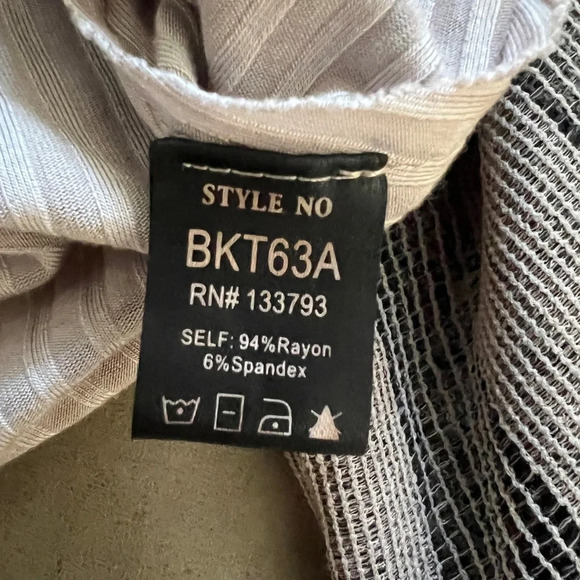 STYLE NO
BKT63A
RN# 133793
SELF: 94%Rayon
6%Spandex